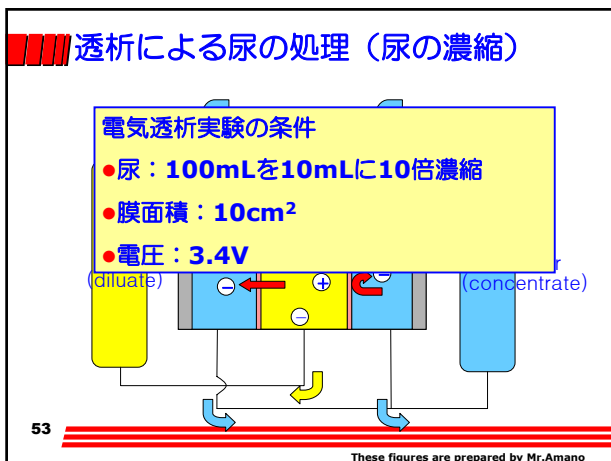 透析による尿の処理（尿の濃縮）
電気透析実験の条件
●尿：100mLを10mLに10倍濃縮
●膜面積：10cm²
●電圧：3.4V
(diluate)
(concentrate)
－ ＋ －
－
53
These figures are prepared by Mr.Amano